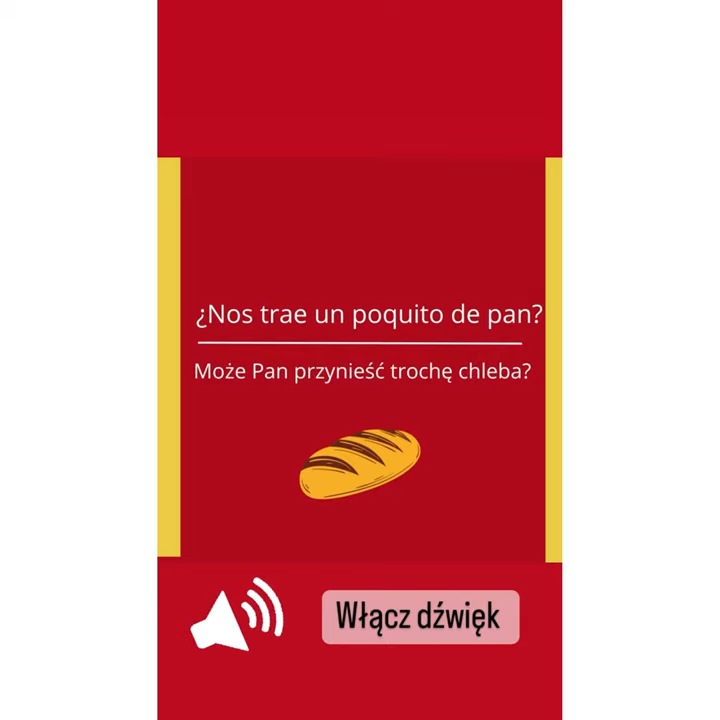 ¿Nos trae un poquito de pan?
Może Pan przynieść trochę chleba?
Włącz dźwięk